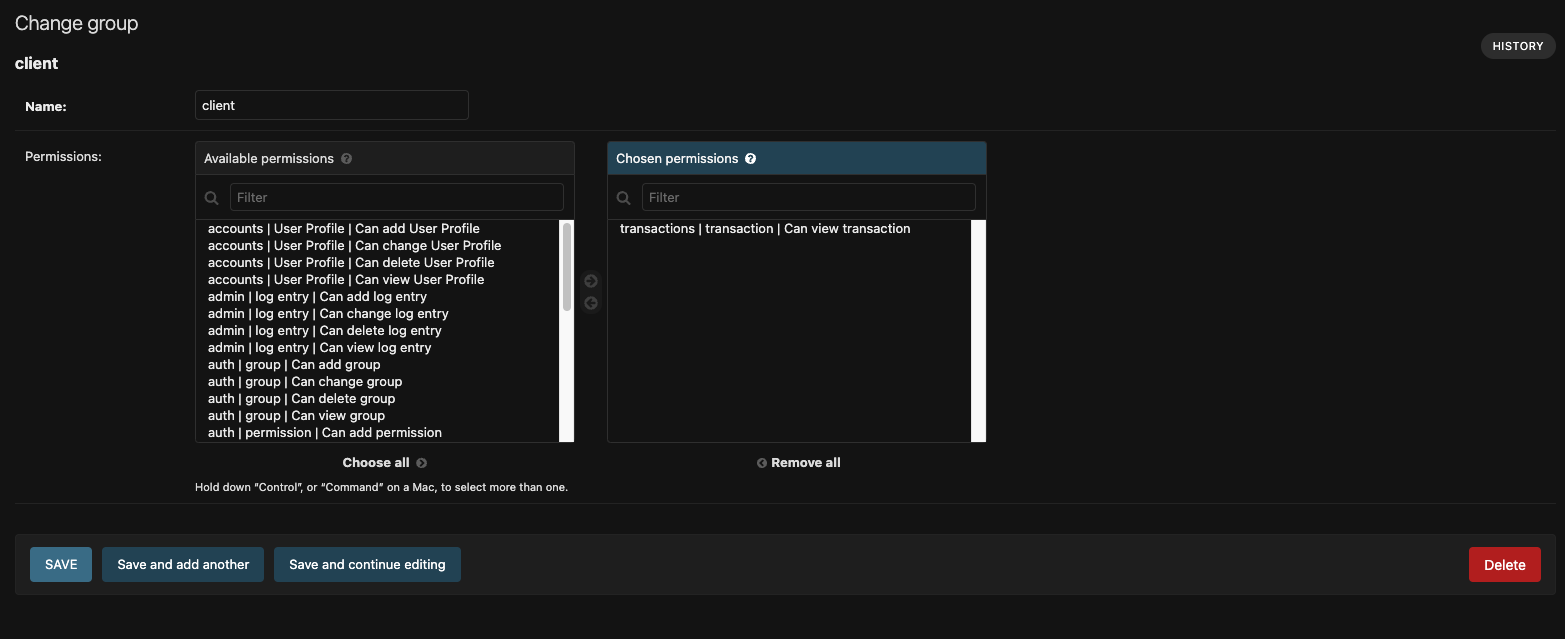 Change group
HISTORY
client
Name:
client
Permissions:
Available permissions ?
Filter
accounts | User Profile | Can add User Profile
accounts | User Profile | Can change User Profile
accounts | User Profile | Can delete User Profile
accounts | User Profile | Can view User Profile
admin | log entry | Can add log entry
admin | log entry | Can change log entry
admin | log entry | Can delete log entry
admin | log entry | Can view log entry
auth | group | Can add group
auth | group | Can change group
auth | group | Can delete group
auth | group | Can view group
auth | permission | Can add permission
Choose all
Chosen permissions ?
Filter
transactions | transaction | Can view transaction
Remove all
Hold down “Control”, or “Command” on a Mac, to select more than one.
SAVE
Save and add another
Save and continue editing
Delete